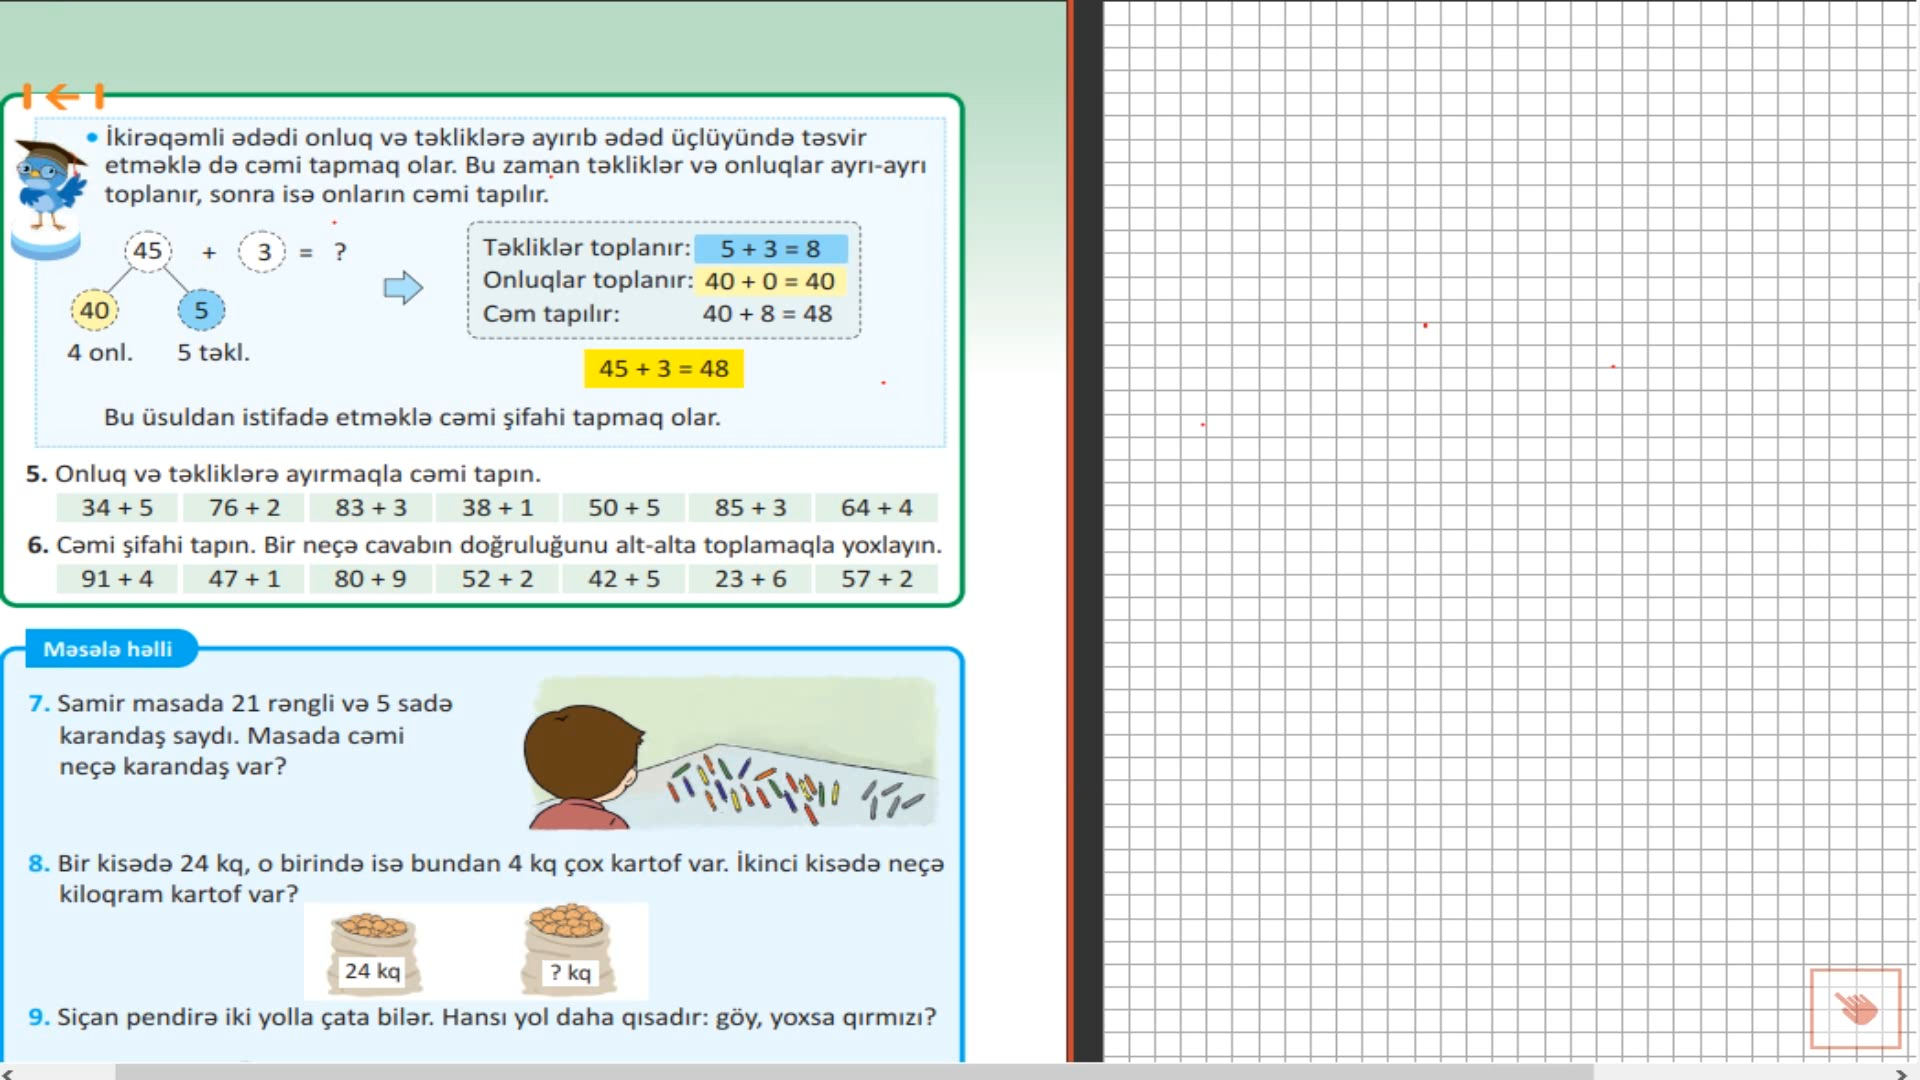 • İkirəqəmli ədədi onluq və təkliklərə ayırıb ədəd üçlüyündə təsvir
etməklə də cəmi tapmaq olar. Bu zaman təkliklər və onluqlar ayrı-ayrı
toplanır, sonra isə onların cəmi tapılır.
45 + 3 = ?
40 5
4 onl. 5 təkl.
Təkliklər toplanır: 5 + 3 = 8
Onluqlar toplanır: 40 + 0 = 40
Cəm tapılır: 40 + 8 = 48
45 + 3 = 48
Bu üsuldan istifadə etməklə cəmi şifahi tapmaq olar.
5. Onluq və təkliklərə ayırmaqla cəmi tapın.
34 + 5 76 + 2 83 + 3 38 + 1 50 + 5 85 + 3 64 + 4
6. Cəmi şifahi tapın. Bir neçə cavabın doğruluğunu alt-alta toplamaqla yoxlayın.
91 + 4 47 + 1 80 + 9 52 + 2 42 + 5 23 + 6 57 + 2
Məsələ həlli
7. Samir masada 21 rəngli və 5 sadə
karandaş saydı. Masada cəmi
neçə karandaş var?
8. Bir kisədə 24 kq, o birində isə bundan 4 kq çox kartof var. İkinci kisədə neçə
kiloqram kartof var?
24 kq ? kq
9. Siçan pendirə iki yolla çata bilər. Hansı yol daha qısadır: göy, yoxsa qırmızı?